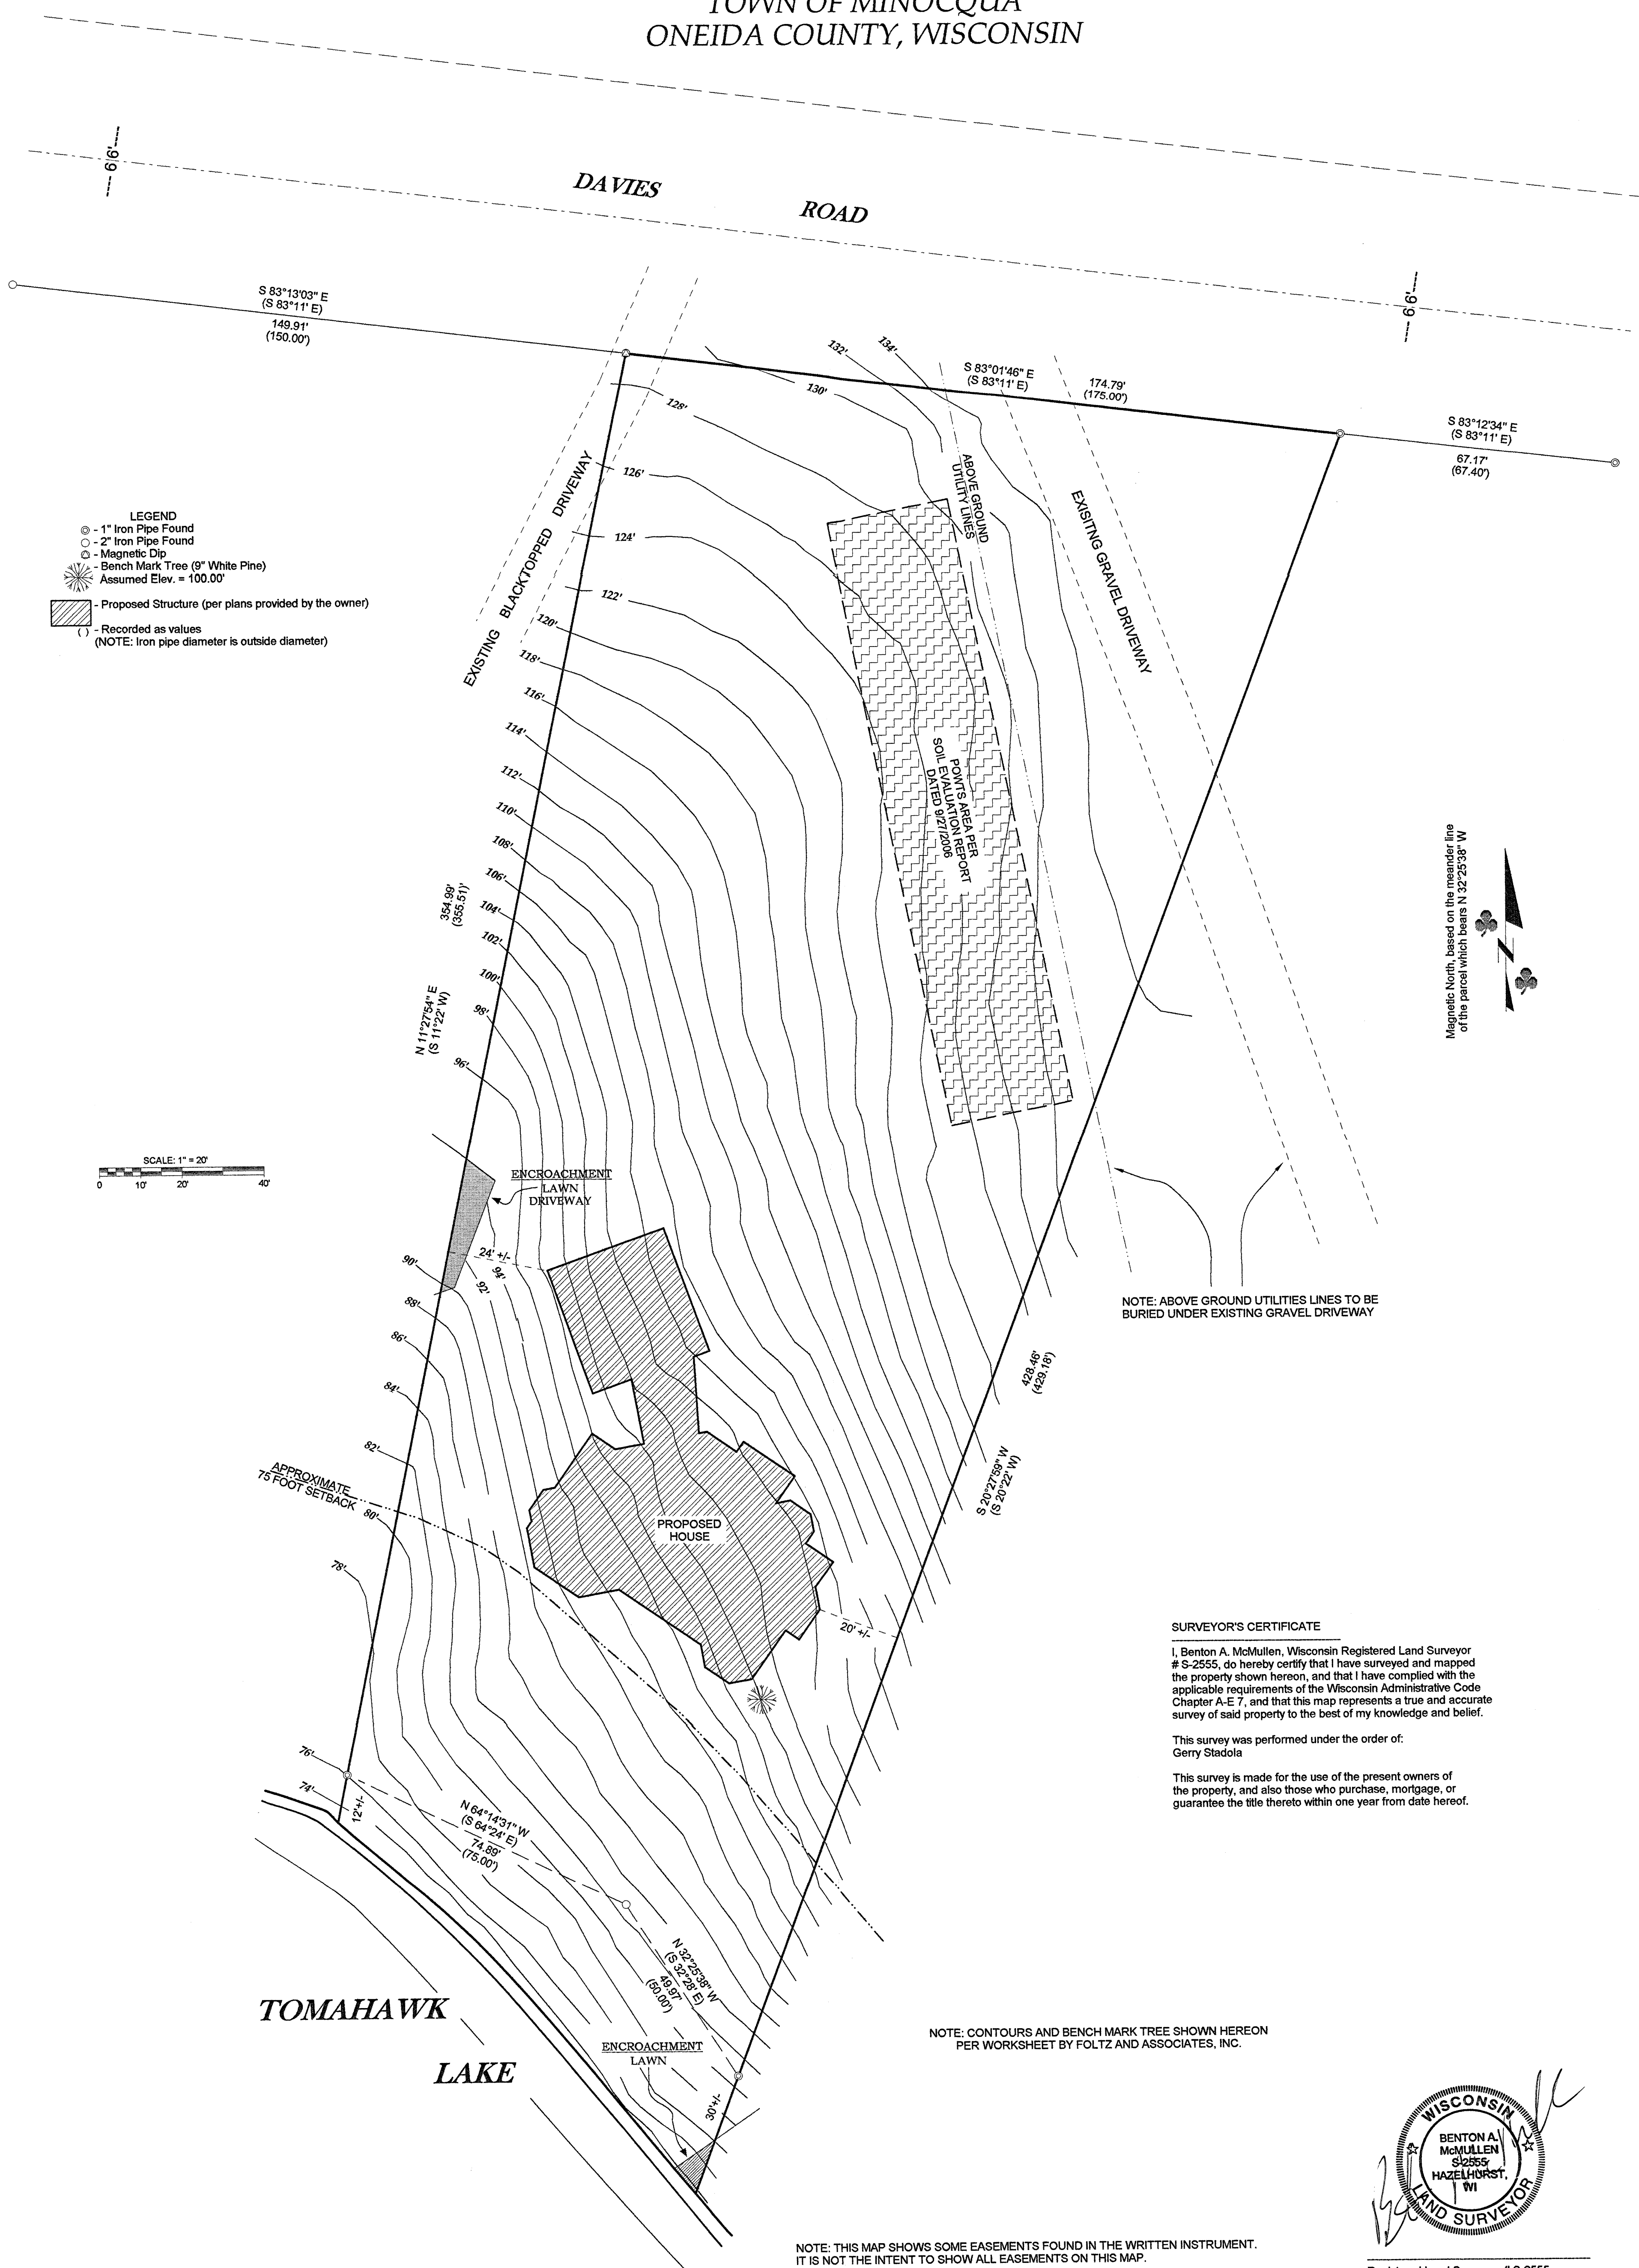 TOWN OF MINOCQUA
ONEIDA COUNTY, WISCONSIN
66'
DAVIES
ROAD
66'
S 83°13'03" E
(S 83°11' E)
149.91'
(150.00')
S 83°01'46" E
(S 83°11' E)
174.79'
(175.00')
S 83°12'34" E
(S 83°11' E)
67.17'
(67.40')
132'
134'
130'
128'
126'
124'
122'
120'
118'
116'
114'
112'
110'
108'
106'
104'
102'
100'
98'
96'
EXISTING BLACKTOPPED DRIVEWAY
ABOVE GROUND
UTILITY LINES
EXISITNG GRAVEL DRIVEWAY
LEGEND
- 1" Iron Pipe Found
- 2" Iron Pipe Found
- Magnetic Dip
- Bench Mark Tree (9" White Pine)
Assumed Elev. = 100.00'
- Proposed Structure (per plans provided by the owner)
( ) - Recorded as values
(NOTE: Iron pipe diameter is outside diameter)
POWTS AREA PER
SOIL EVALUATION REPORT
DATED 9/27/2006
354.99'
(355.51)'
N 11°27'54" E
(S 11°22' W)
Magnetic North, based on the meander line
of the parcel which bears N 32°25'38" W
N
SCALE: 1" = 20'
0 10' 20' 40'
ENCROACHMENT
LAWN
DRIVEWAY
24' +/-
94'
92'
90'
88'
86'
84'
82'
80'
78'
76'
74'
NOTE: ABOVE GROUND UTILITIES LINES TO BE
BURIED UNDER EXISTING GRAVEL DRIVEWAY
428.46'
(429.18')
S 20°27'59" W
(S 20°22' W)
APPROXIMATE
75 FOOT SETBACK
PROPOSED
HOUSE
20' +/-
SURVEYOR'S CERTIFICATE
I, Benton A. McMullen, Wisconsin Registered Land Surveyor
# S-2555, do hereby certify that I have surveyed and mapped
the property shown hereon, and that I have complied with the
applicable requirements of the Wisconsin Administrative Code
Chapter A-E 7, and that this map represents a true and accurate
survey of said property to the best of my knowledge and belief.
This survey was performed under the order of:
Gerry Stadola
This survey is made for the use of the present owners of
the property, and also those who purchase, mortgage, or
guarantee the title thereto within one year from date hereof.
12'+/-
N 64°14'31" W
(S 64°24' E)
74.89'
(75.00')
N 32°25'38" W
(S 32°28' E)
49.97'
(50.00')
TOMAHAWK
LAKE
ENCROACHMENT
LAWN
30'+/-
NOTE: CONTOURS AND BENCH MARK TREE SHOWN HEREON
PER WORKSHEET BY FOLTZ AND ASSOCIATES, INC.
WISCONSIN
BENTON A.
McMULLEN
S-2555
HAZELHURST,
WI
LAND SURVEYOR
NOTE: THIS MAP SHOWS SOME EASEMENTS FOUND IN THE WRITTEN INSTRUMENT.
IT IS NOT THE INTENT TO SHOW ALL EASEMENTS ON THIS MAP.